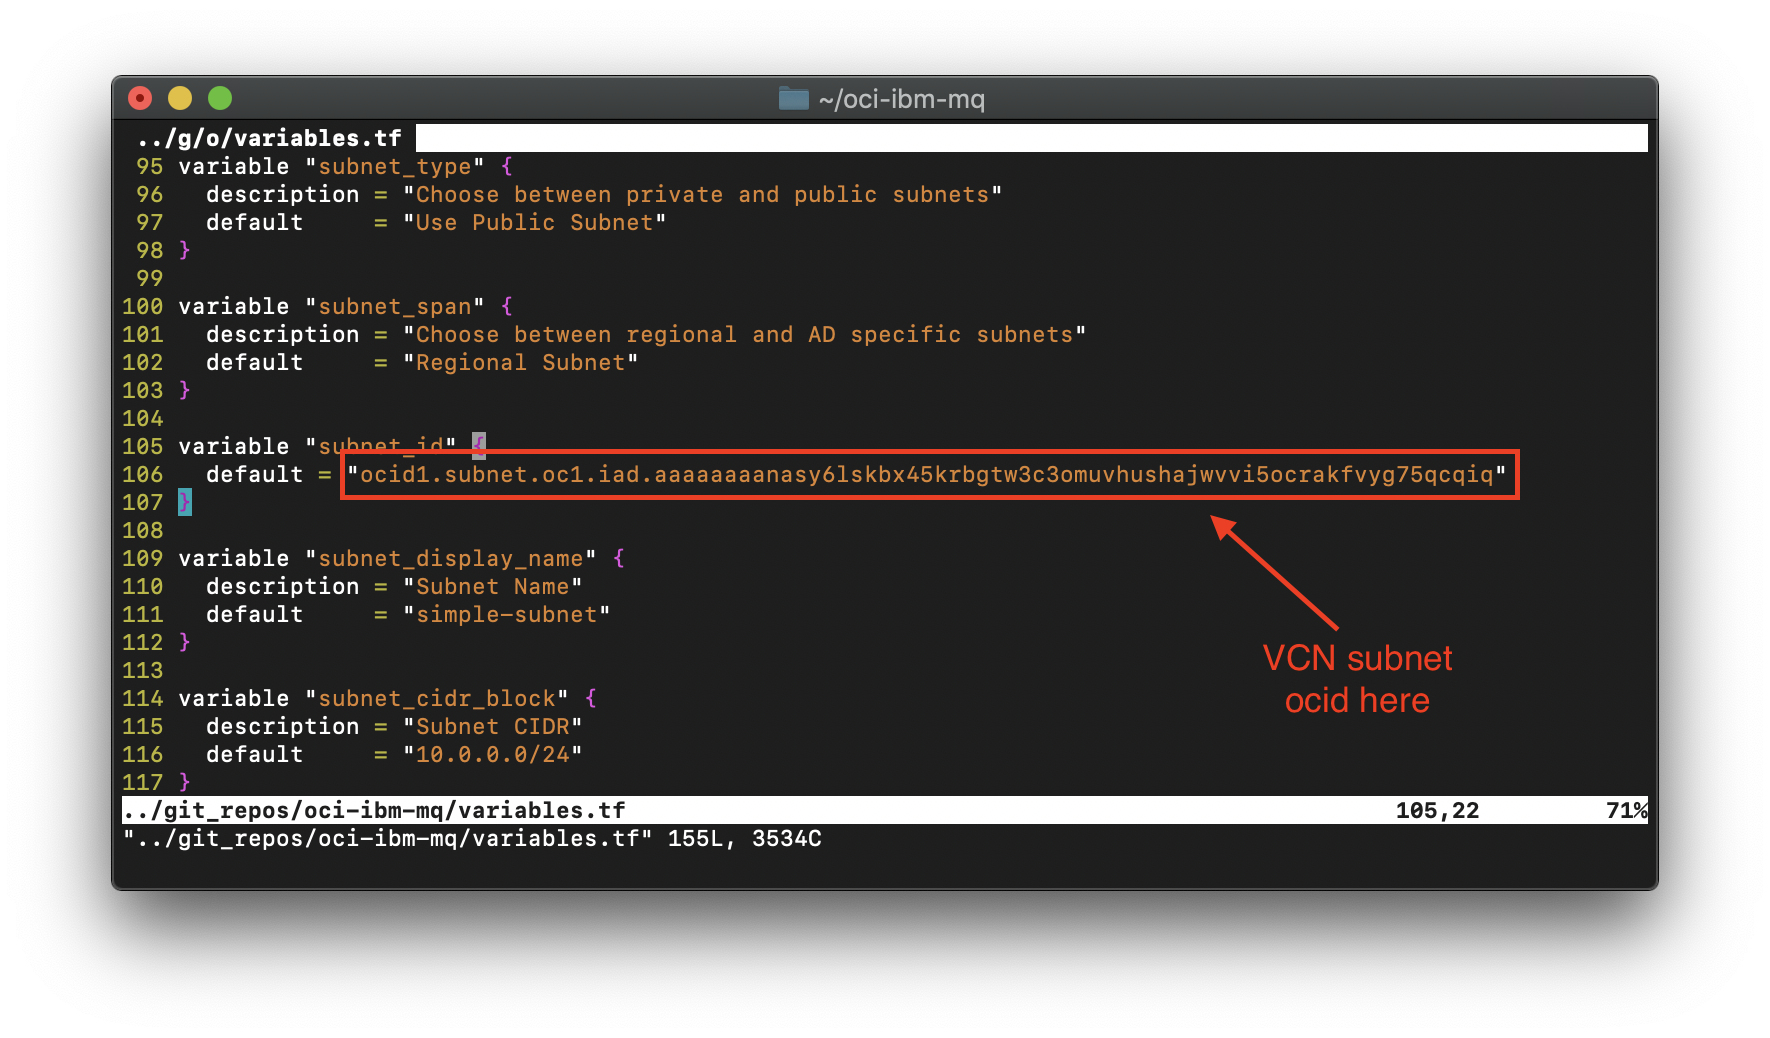 ~/oci-ibm-mq
../g/o/variables.tf
95 variable "subnet_type" {
96   description = "Choose between private and public subnets"
97   default     = "Use Public Subnet"
98 }
99
100 variable "subnet_span" {
101   description = "Choose between regional and AD specific subnets"
102   default     = "Regional Subnet"
103 }
104
105 variable "subnet_id" {
106   default = "ocid1.subnet.oc1.iad.aaaaaaaanasy6lskbx45krbgtw3c3omuvhushajwvvi5ocrakfvyg75qcqiq"
107 }
108
109 variable "subnet_display_name" {
110   description = "Subnet Name"
111   default     = "simple-subnet"
112 }
113
114 variable "subnet_cidr_block" {
115   description = "Subnet CIDR"
116   default     = "10.0.0.0/24"
117 }
../git_repos/oci-ibm-mq/variables.tf 105,22 71%
"../git_repos/oci-ibm-mq/variables.tf" 155L, 3534C
VCN subnet
ocid here